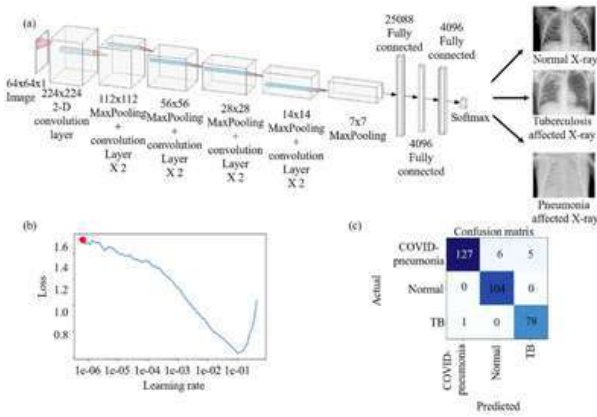 (a)
64x64x1
Image
224x224
2-D
convolution
layer
112x112
MaxPooling
+
convolution
Layer
X 2
56x56
MaxPooling
+
convolution
Layer
X 2
28x28
MaxPooling
+
convolution
Layer
X 2
14x14
MaxPooling
+
convolution
Layer
X 2
7x7
MaxPooling
25088
Fully
connected
4096
Fully
connected
4096
Fully
connected
Softmax
Normal X-ray
Tuberculosis
affected X-ray
Pneumonia
affected X-ray
(b)
Loss
1.6
1.4
1.2
1.0
0.8
1e-06 1e-05 1e-04 1e-03 1e-02 1e-01
Learning rate
(c)
Confusion matrix
Actual
COVID-
pneumonia
127 6 5
Normal
0 104 0
TB
1 0 78
COVID-
pneumonia
Normal
TB
Predicted